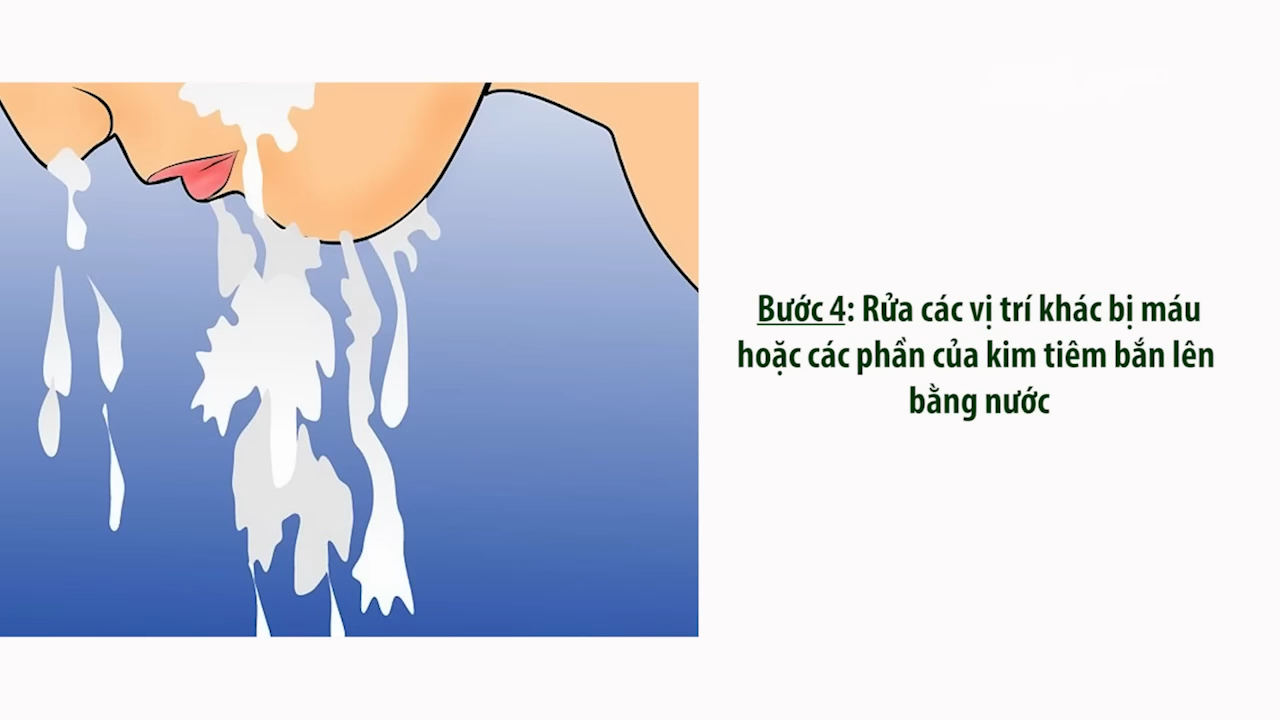 Bước 4: Rửa các vị trí khác bị máu
hoặc các phần của kim tiêm bắn lên
bằng nước